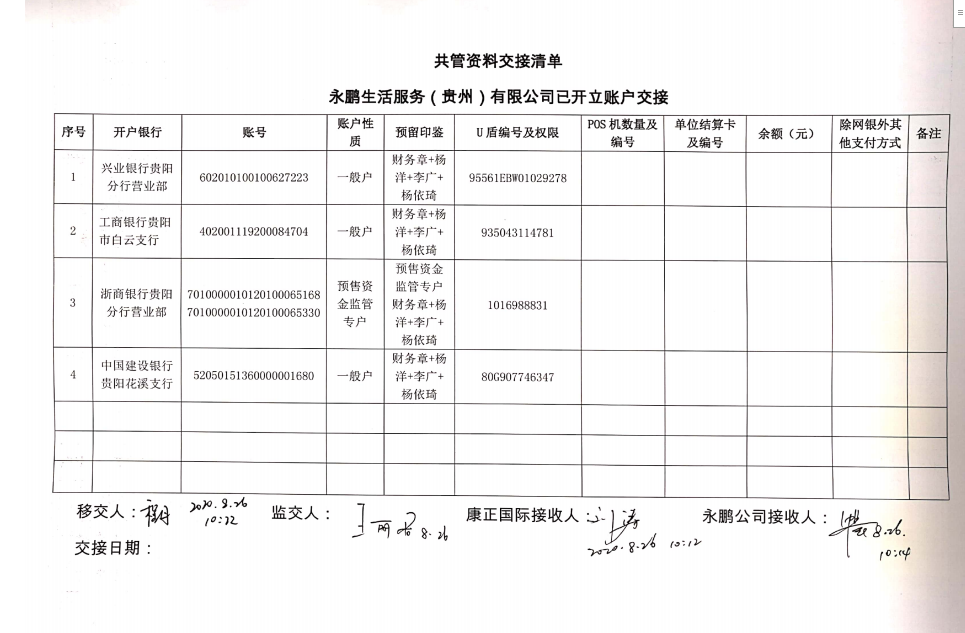 共管资料交接清单
永鹏生活服务（贵州）有限公司已开立账户交接
序号 开户银行 账号 账户性质 预留印鉴 U盾编号及权限 POS机数量及编号 单位结算卡及编号 余额（元） 除网银外其他支付方式 备注
1 兴业银行贵阳分行营业部 602010100100627223 一般户 财务章+杨洋+李广+杨依琦 95561EBW01029278
2 工商银行贵阳市白云支行 402001119200084704 一般户 财务章+杨洋+李广+杨依琦 935043114781
3 浙商银行贵阳分行营业部 7010000010120100065168 7010000010120100065330 预售资金监管专户 预售资金监管专户财务章+杨洋+李广+杨依琦 1016988831
4 中国建设银行贵阳花溪支行 52050151360000001680 一般户 财务章+杨洋+李广+杨依琦 80G907746347
移交人： 2020.8.26 10:22 监交人： 8.26 康正国际接收人： 2020.8.26 10:12 永鹏公司接收人： 8.26. 10:14
交接日期：